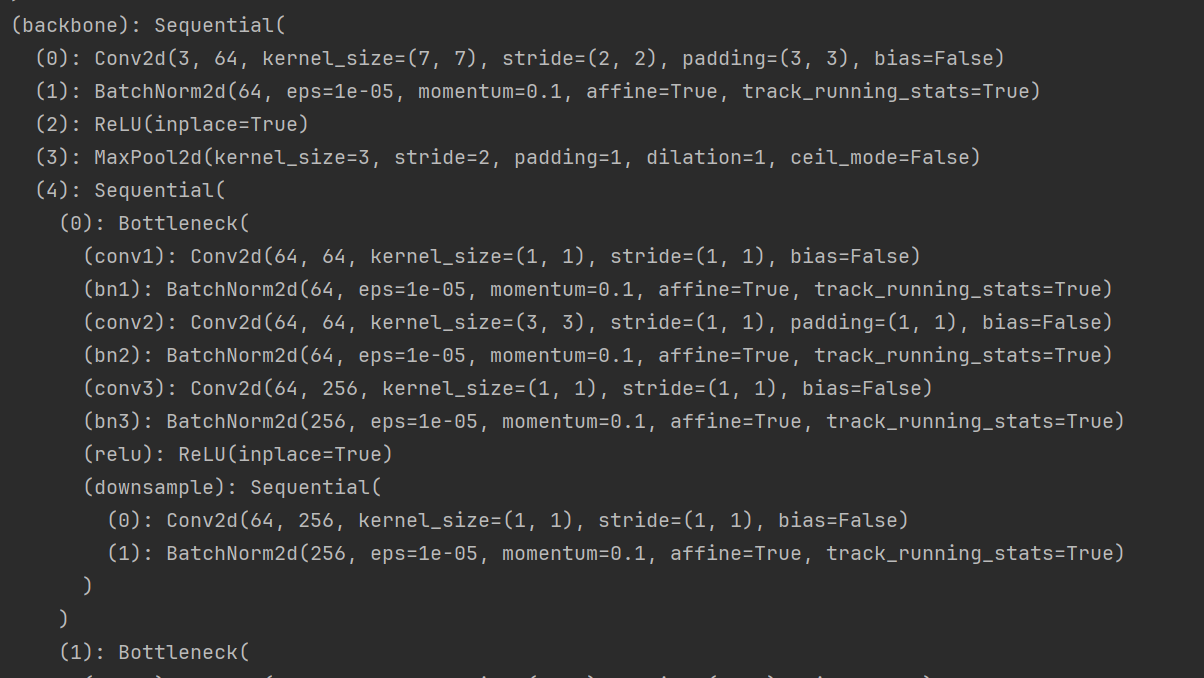 (backbone): Sequential(
  (0): Conv2d(3, 64, kernel_size=(7, 7), stride=(2, 2), padding=(3, 3), bias=False)
  (1): BatchNorm2d(64, eps=1e-05, momentum=0.1, affine=True, track_running_stats=True)
  (2): ReLU(inplace=True)
  (3): MaxPool2d(kernel_size=3, stride=2, padding=1, dilation=1, ceil_mode=False)
  (4): Sequential(
    (0): Bottleneck(
      (conv1): Conv2d(64, 64, kernel_size=(1, 1), stride=(1, 1), bias=False)
      (bn1): BatchNorm2d(64, eps=1e-05, momentum=0.1, affine=True, track_running_stats=True)
      (conv2): Conv2d(64, 64, kernel_size=(3, 3), stride=(1, 1), padding=(1, 1), bias=False)
      (bn2): BatchNorm2d(64, eps=1e-05, momentum=0.1, affine=True, track_running_stats=True)
      (conv3): Conv2d(64, 256, kernel_size=(1, 1), stride=(1, 1), bias=False)
      (bn3): BatchNorm2d(256, eps=1e-05, momentum=0.1, affine=True, track_running_stats=True)
      (relu): ReLU(inplace=True)
      (downsample): Sequential(
        (0): Conv2d(64, 256, kernel_size=(1, 1), stride=(1, 1), bias=False)
        (1): BatchNorm2d(256, eps=1e-05, momentum=0.1, affine=True, track_running_stats=True)
      )
    )
    (1): Bottleneck(